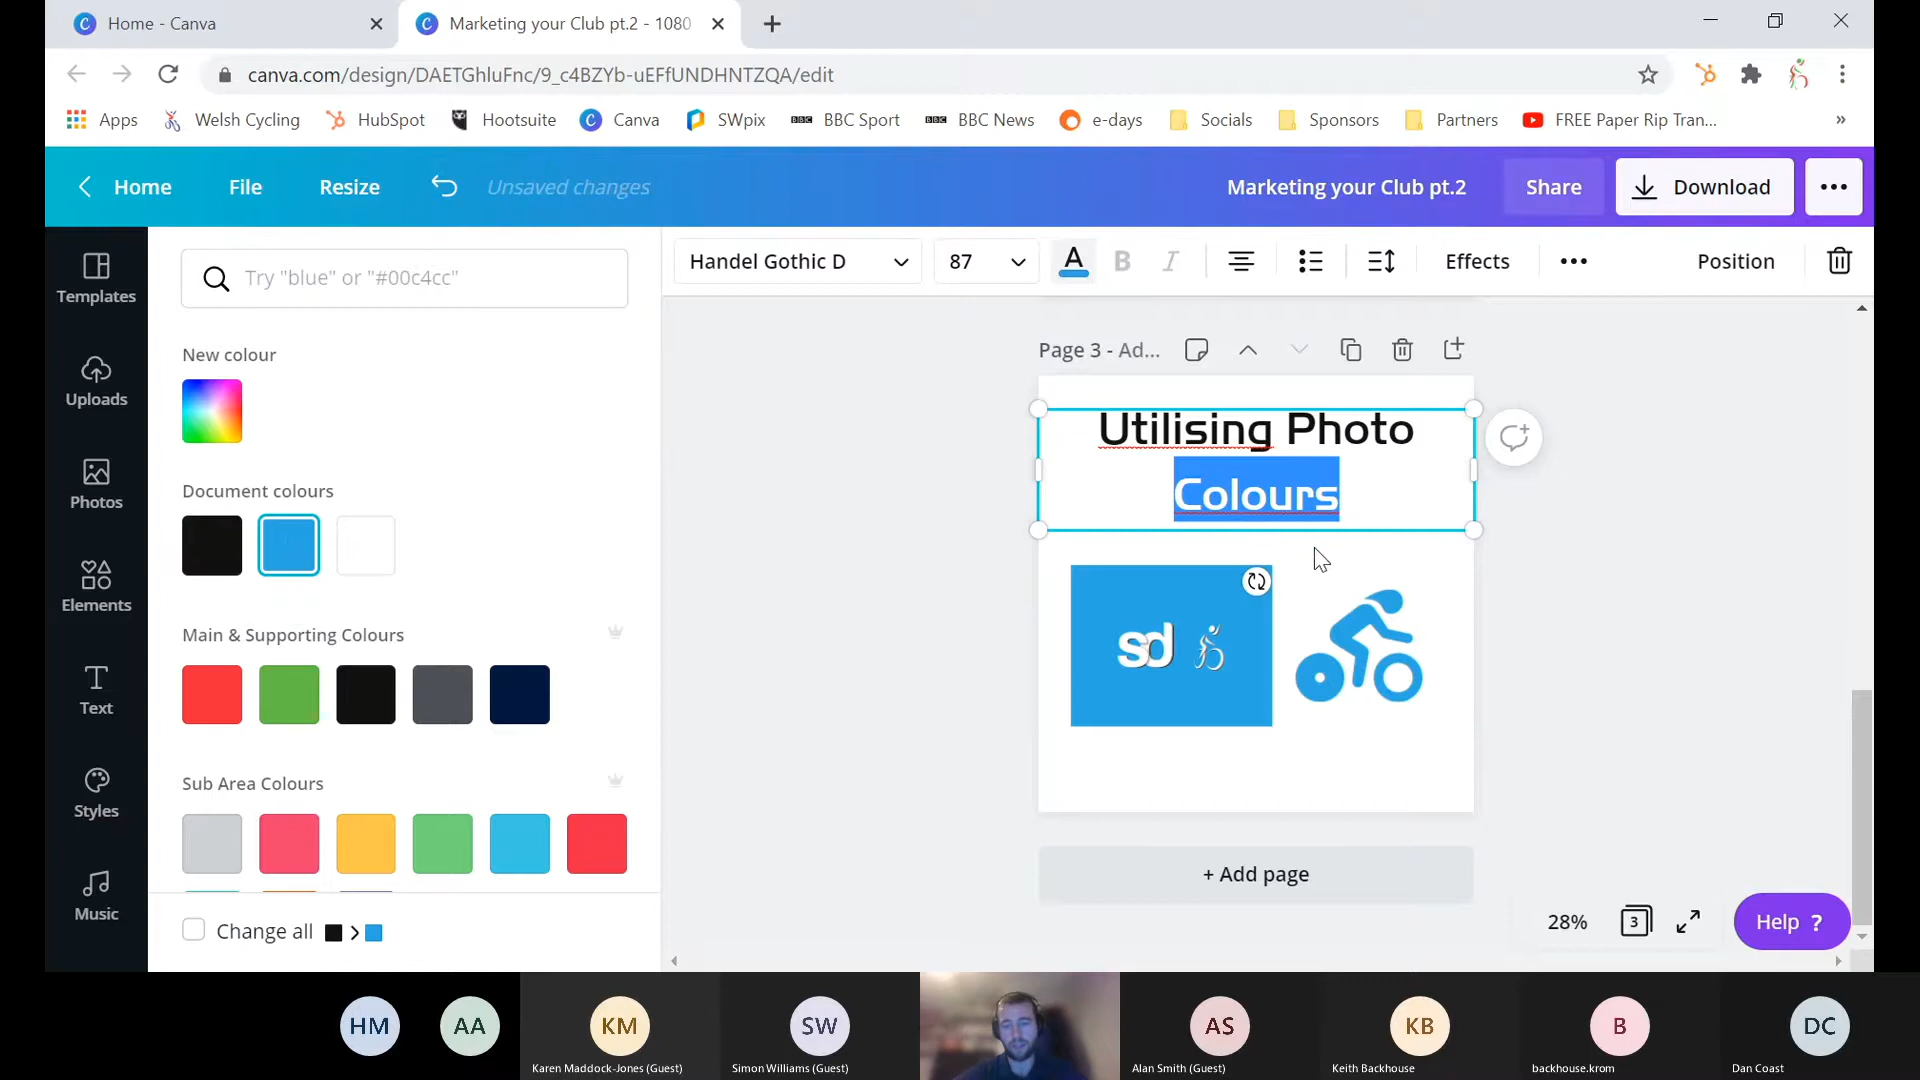 Home - Canva
Marketing your Club pt.2 - 1080
canva.com/design/DAETGhluFnc/9_c4BZYb-uEFfUNDHNTZQA/edit
Apps
Welsh Cycling
HubSpot
Hootsuite
Canva
SWpix
BBC BBC Sport
BBC BBC News
e-days
Socials
Sponsors
Partners
FREE Paper Rip Tran...
»
Home
File
Resize
Unsaved changes
Marketing your Club pt.2
Share
Download
Handel Gothic D
87
A
B
I
Effects
Position
Templates
Uploads
Photos
Elements
Text
Styles
Music
Try "blue" or "#00c4cc"
New colour
Document colours
Main & Supporting Colours
Sub Area Colours
Change all
Page 3 - Ad...
Utilising Photo
Colours
sd
+ Add page
28%
3
Help ?
HM
AA
KM
SW
AS
KB
B
DC
Karen Maddock-Jones (Guest)
Simon Williams (Guest)
Alan Smith (Guest)
Keith Backhouse
backhouse.krom
Dan Coast